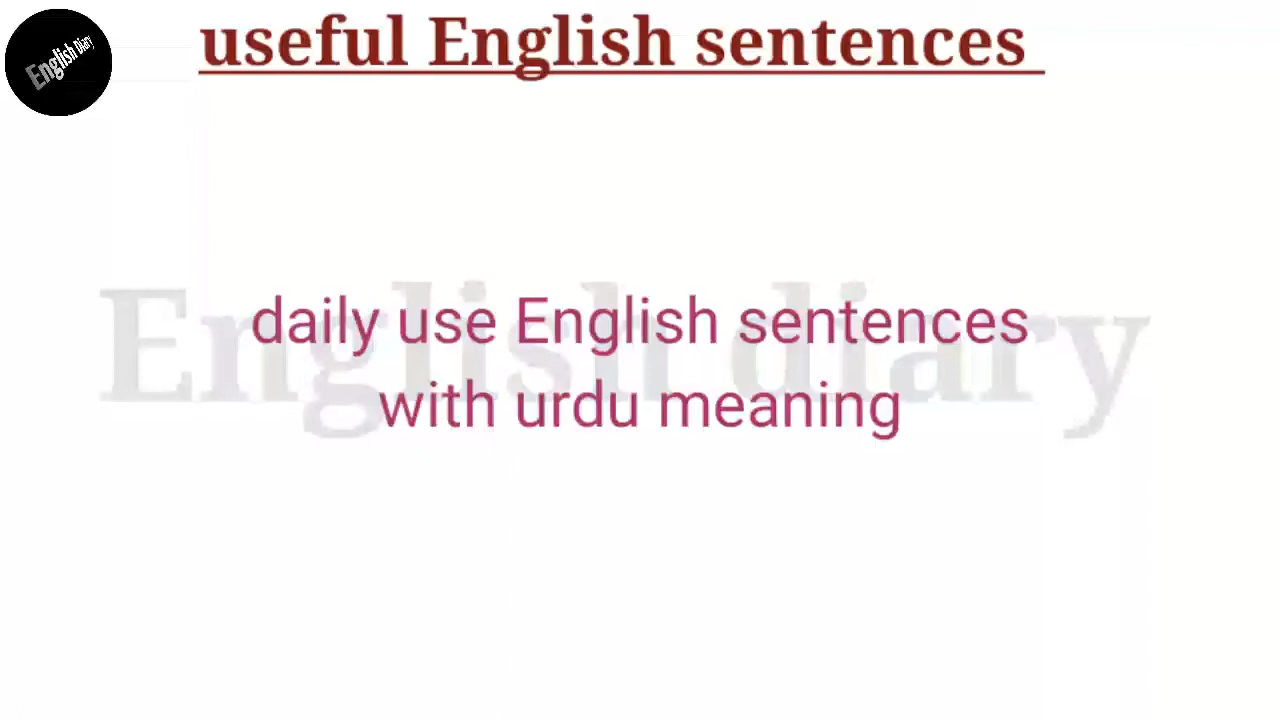 English Diary
useful English sentences
English diary
daily use English sentences
with urdu meaning